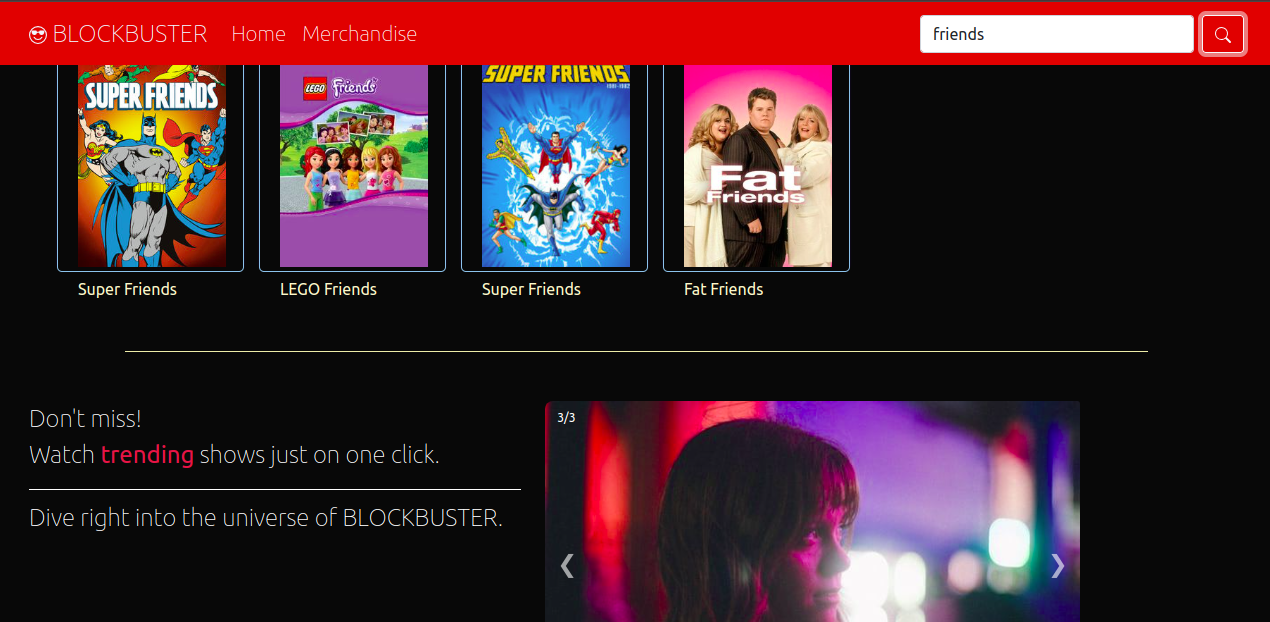 BLOCKBUSTER Home Merchandise friends
SUPER FRIENDS
LEGO Friends
SUPER FRIENDS
Fat
Friends
Super Friends
LEGO Friends
Super Friends
Fat Friends
Don't miss!
Watch trending shows just on one click.
Dive right into the universe of BLOCKBUSTER.
3/3